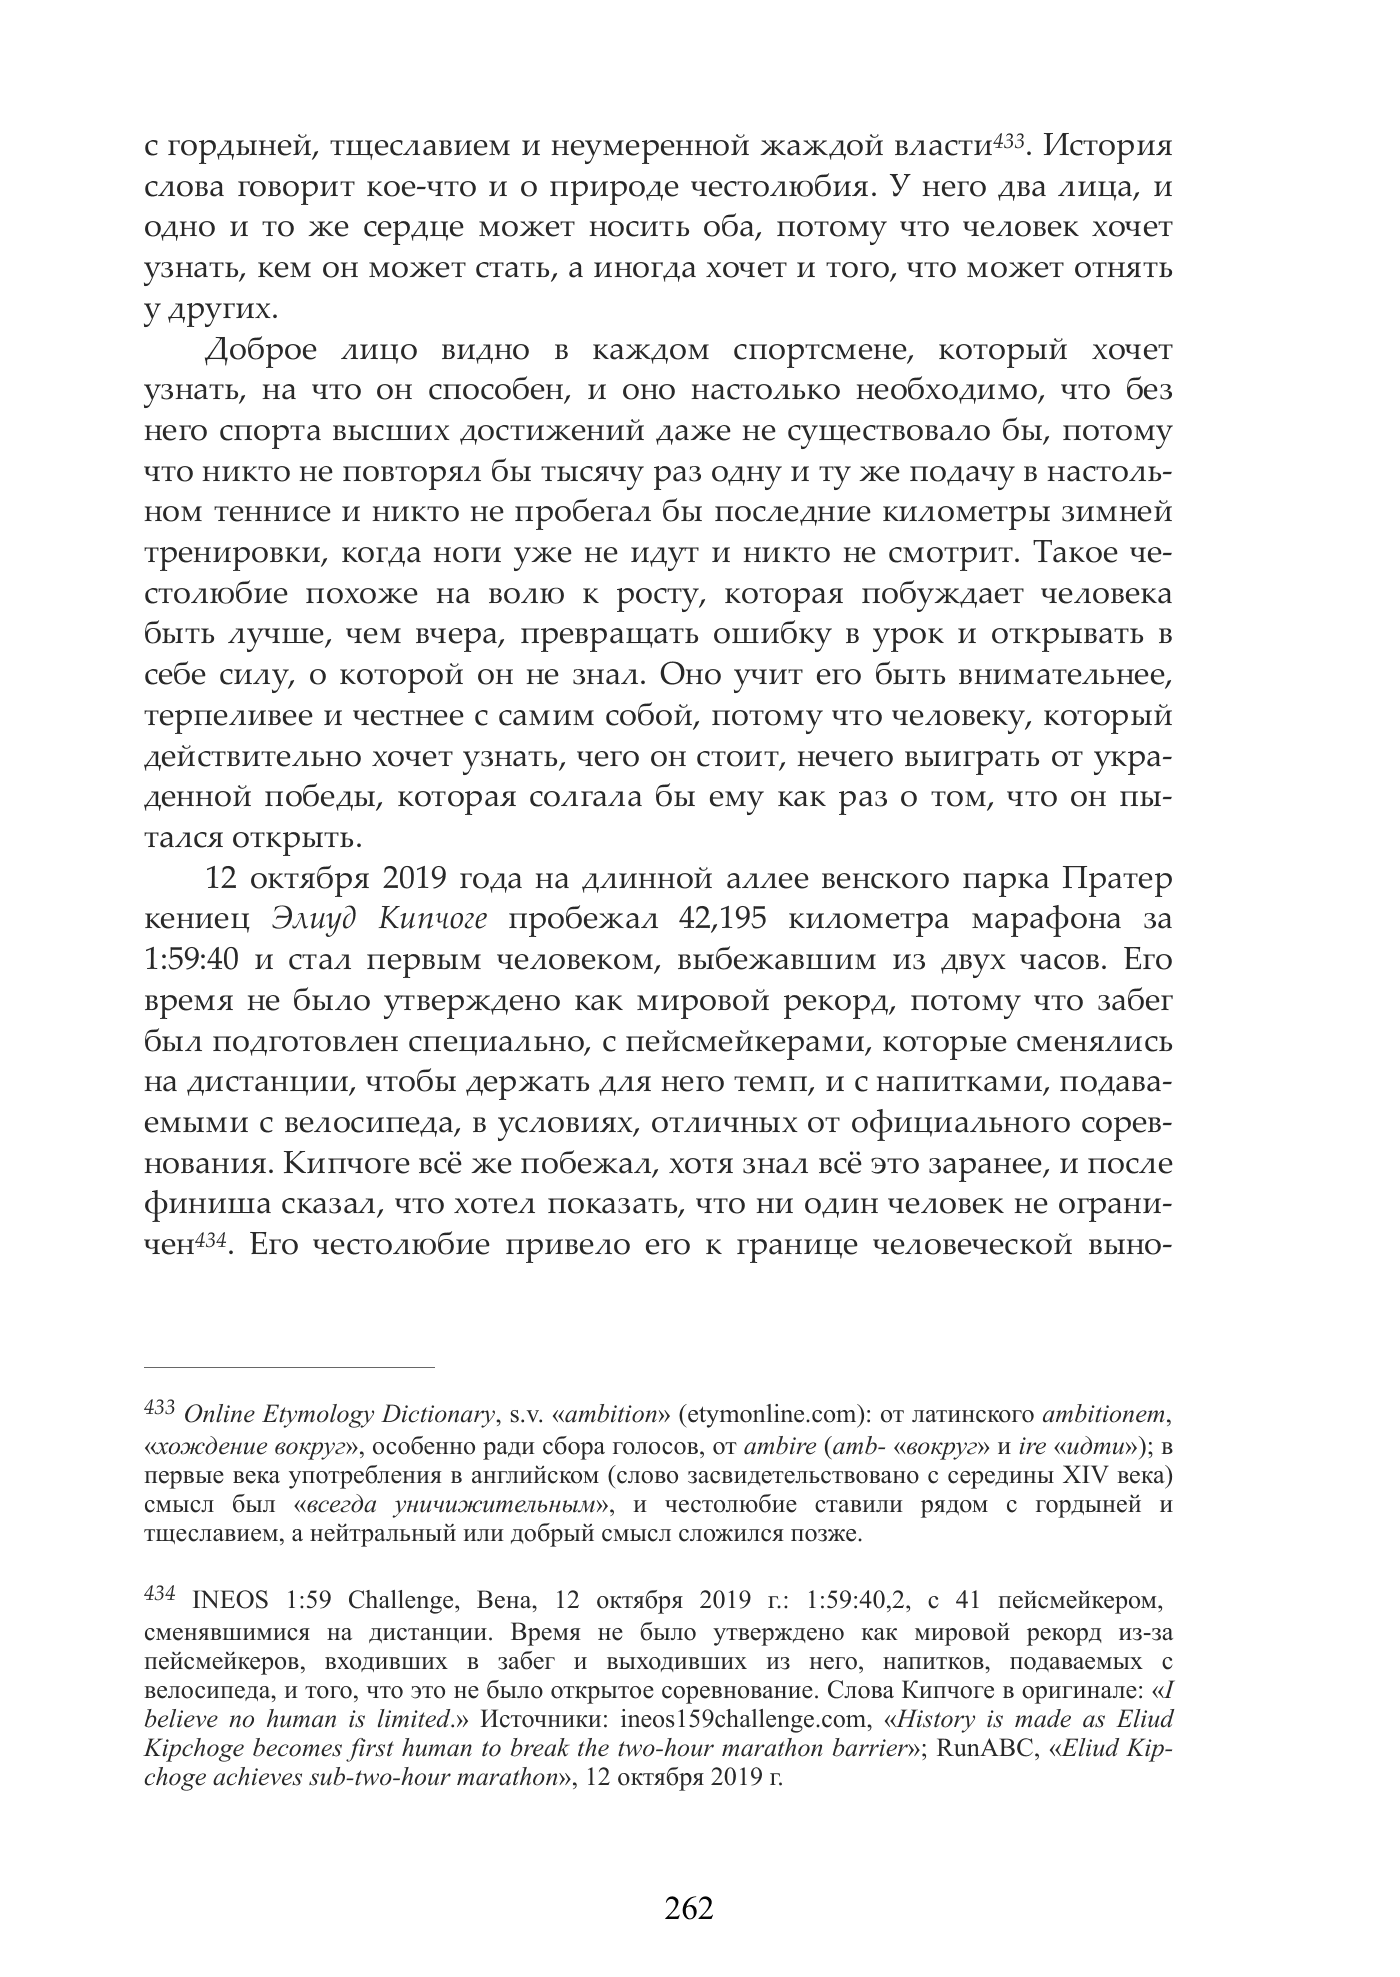 с гордыней, тщеславием и неумеренной жаждой власти433. История
слова говорит кое-что и о природе честолюбия. У него два лица, и
одно и то же сердце может носить оба, потому что человек хочет
узнать, кем он может стать, а иногда хочет и того, что может отнять
у других.
Доброе лицо видно в каждом спортсмене, который хочет
узнать, на что он способен, и оно настолько необходимо, что без
него спорта высших достижений даже не существовало бы, потому
что никто не повторял бы тысячу раз одну и ту же подачу в настоль-
ном теннисе и никто не пробегал бы последние километры зимней
тренировки, когда ноги уже не идут и никто не смотрит. Такое че-
столюбие похоже на волю к росту, которая побуждает человека
быть лучше, чем вчера, превращать ошибку в урок и открывать в
себе силу, о которой он не знал. Оно учит его быть внимательнее,
терпеливее и честнее с самим собой, потому что человеку, который
действительно хочет узнать, чего он стоит, нечего выиграть от укра-
денной победы, которая солгала бы ему как раз о том, что он пы-
тался открыть.
12 октября 2019 года на длинной аллее венского парка Пратер
кениец Элиуд Кипчоге пробежал 42,195 километра марафона за
1:59:40 и стал первым человеком, выбежавшим из двух часов. Его
время не было утверждено как мировой рекорд, потому что забег
был подготовлен специально, с пейсмейкерами, которые сменялись
на дистанции, чтобы держать для него темп, и с напитками, подава-
емыми с велосипеда, в условиях, отличных от официального сорев-
нования. Кипчоге всё же побежал, хотя знал всё это заранее, и после
финиша сказал, что хотел показать, что ни один человек не ограни-
чен434. Его честолюбие привело его к границе человеческой выно-
433 Online Etymology Dictionary, s.v. «ambition» (etymonline.com): от латинского ambitionem,
«хождение вокруг», особенно ради сбора голосов, от ambire (amb- «вокруг» и ire «идти»); в
первые века употребления в английском (слово засвидетельствовано с середины XIV века)
смысл был «всегда уничижительным», и честолюбие ставили рядом с гордыней и
тщеславием, а нейтральный или добрый смысл сложился позже.
434 INEOS 1:59 Challenge, Вена, 12 октября 2019 г.: 1:59:40,2, с 41 пейсмейкером,
сменявшимися на дистанции. Время не было утверждено как мировой рекорд из-за
пейсмейкеров, входивших в забег и выходивших из него, напитков, подаваемых с
велосипеда, и того, что это не было открытое соревнование. Слова Кипчоге в оригинале: «I
believe no human is limited.» Источники: ineos159challenge.com, «History is made as Eliud
Kipchoge becomes first human to break the two-hour marathon barrier»; RunABC, «Eliud Kip-
choge achieves sub-two-hour marathon», 12 октября 2019 г.
262